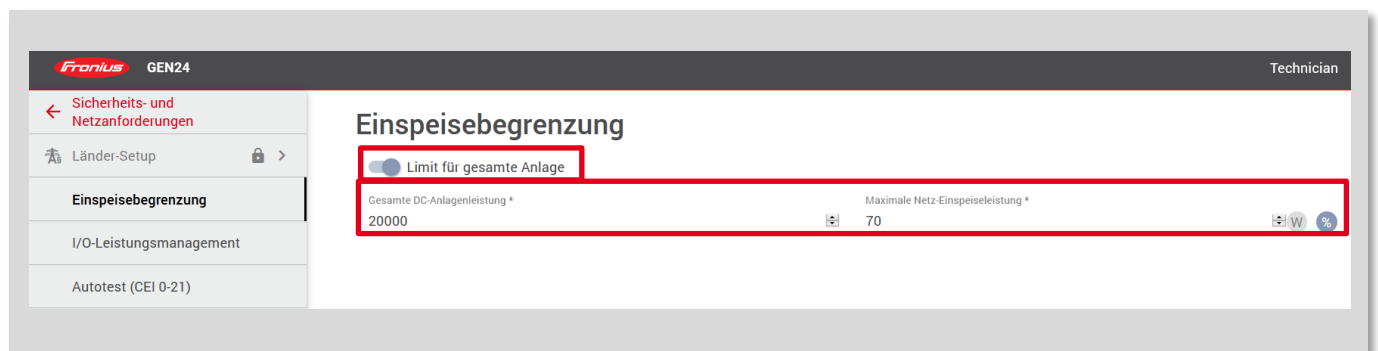 Fronius GEN24 Technician
Sicherheits- und
Netzanforderungen
Länder-Setup
Einspeisebegrenzung
I/O-Leistungsmanagement
Autotest (CEI 0-21)
Einspeisebegrenzung
Limit für gesamte Anlage
Gesamte DC-Anlagenleistung * Maximale Netz-Einspeiseleistung *
20000 70 W %